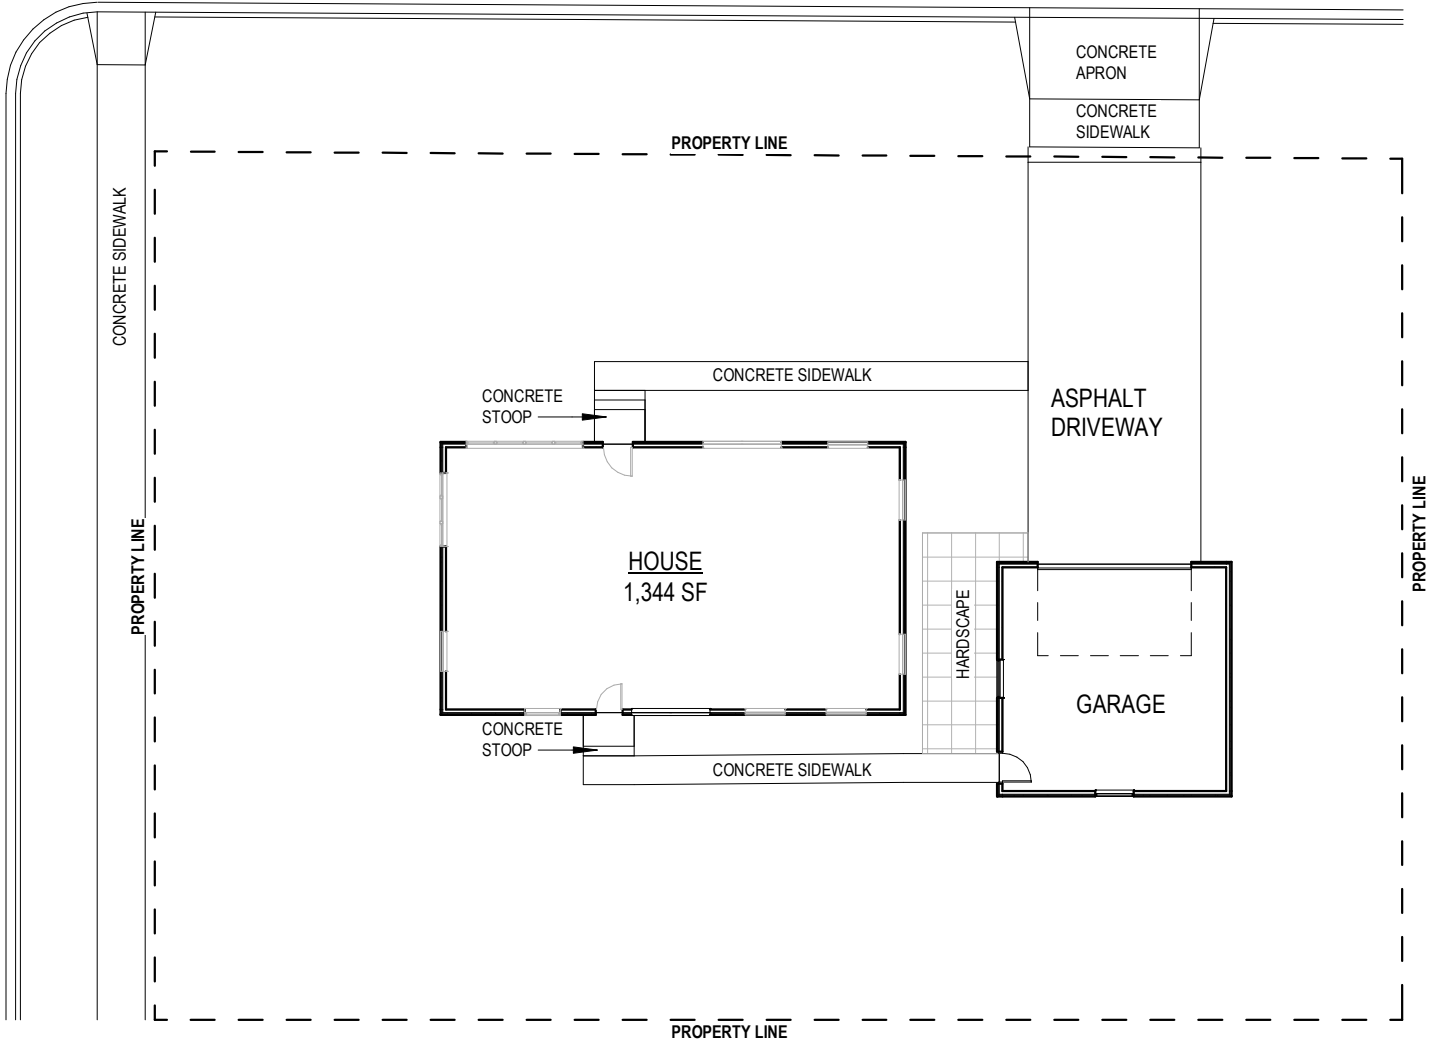 CONCRETE
APRON
CONCRETE
SIDEWALK
PROPERTY LINE
CONCRETE SIDEWALK
CONCRETE SIDEWALK
CONCRETE
STOOP
ASPHALT
DRIVEWAY
PROPERTY LINE
HOUSE
1,344 SF
HARDSCAPE
PROPERTY LINE
GARAGE
CONCRETE
STOOP
CONCRETE SIDEWALK
PROPERTY LINE